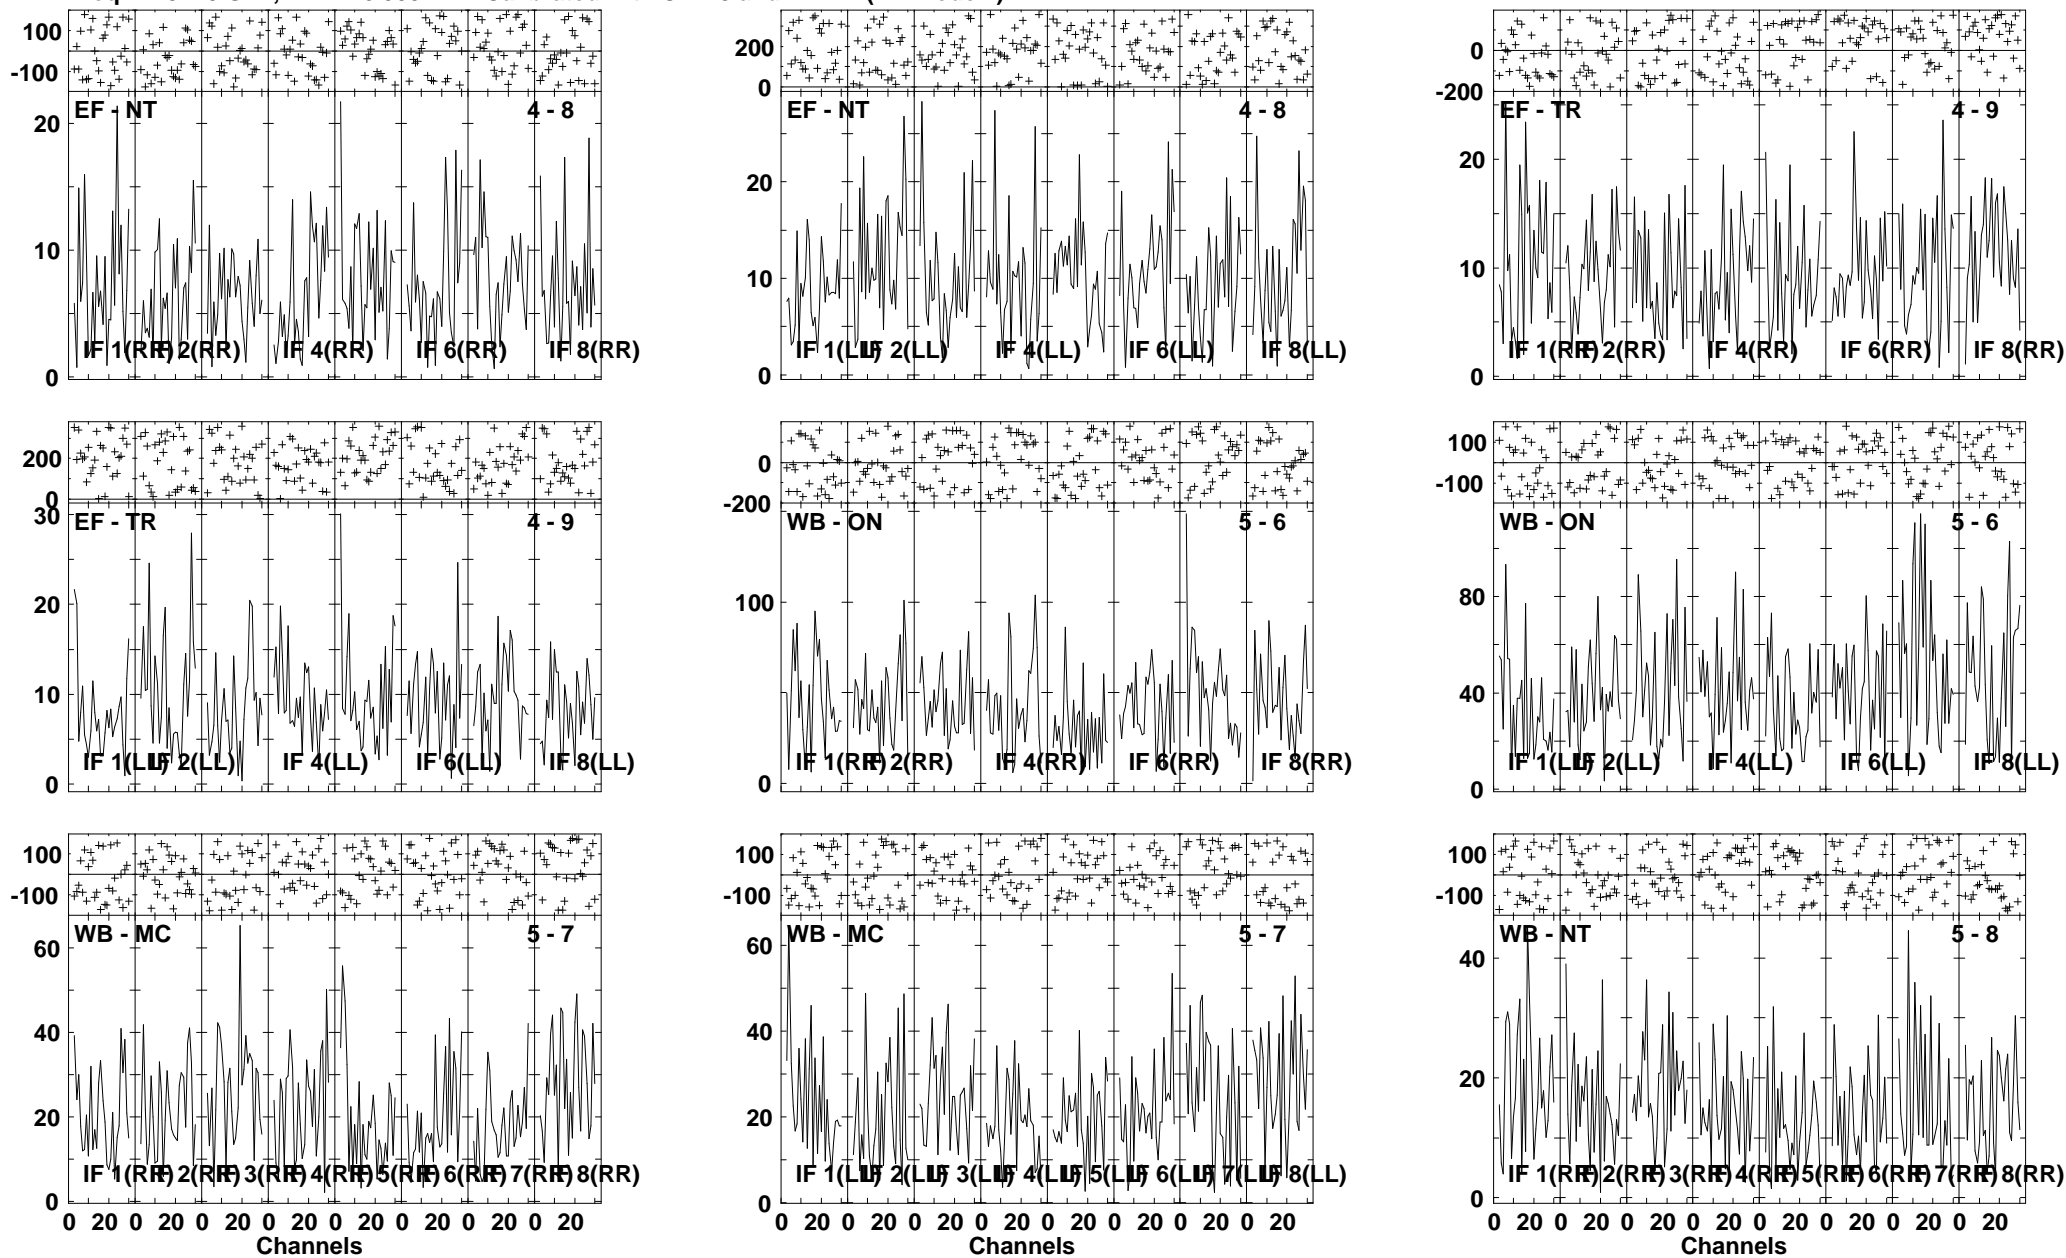 100
-100
EF - NT 4 - 8
20
10
0
IF 1(RR) IF 2(RR) IF 4(RR) IF 6(RR) IF 8(RR)
200
0
EF - NT 4 - 8
20
10
0
IF 1(LL) IF 2(LL) IF 4(LL) IF 6(LL) IF 8(LL)
0
-200
EF - TR 4 - 9
20
10
0
IF 1(RR) IF 2(RR) IF 4(RR) IF 6(RR) IF 8(RR)
200
0
30
EF - TR 4 - 9
20
10
0
IF 1(LL) IF 2(LL) IF 4(LL) IF 6(LL) IF 8(LL)
0
-200
WB - ON 5 - 6
100
0
IF 1(RR) IF 2(RR) IF 4(RR) IF 6(RR) IF 8(RR)
100
-100
WB - ON 5 - 6
80
40
0
IF 1(LL) IF 2(LL) IF 4(LL) IF 6(LL) IF 8(LL)
100
-100
WB - MC 5 - 7
60
40
20
0
IF 1(RR) IF 2(RR) IF 3(RR) IF 4(RR) IF 5(RR) IF 6(RR) IF 7(RR) IF 8(RR)
0 20 0 20 0 20 0 20 0 20 0 20 0 20 0 20
Channels
100
-100
WB - MC 5 - 7
60
40
20
0
IF 1(LL) IF 2(LL) IF 3(LL) IF 4(LL) IF 5(LL) IF 6(LL) IF 7(LL) IF 8(LL)
0 20 0 20 0 20 0 20 0 20 0 20 0 20 0 20
Channels
100
-100
WB - NT 5 - 8
40
20
0
IF 1(RR) IF 2(RR) IF 3(RR) IF 4(RR) IF 5(RR) IF 6(RR) IF 7(RR) IF 8(RR)
0 20 0 20 0 20 0 20 0 20 0 20 0 20 0 20
Channels